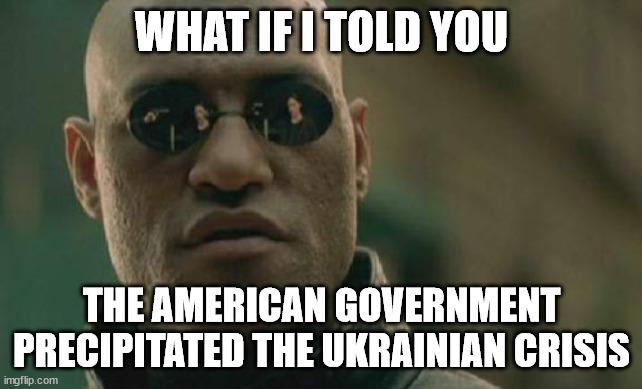 WHAT IF I TOLD YOU
THE AMERICAN GOVERNMENT
PRECIPITATED THE UKRAINIAN CRISIS
imgflip.com